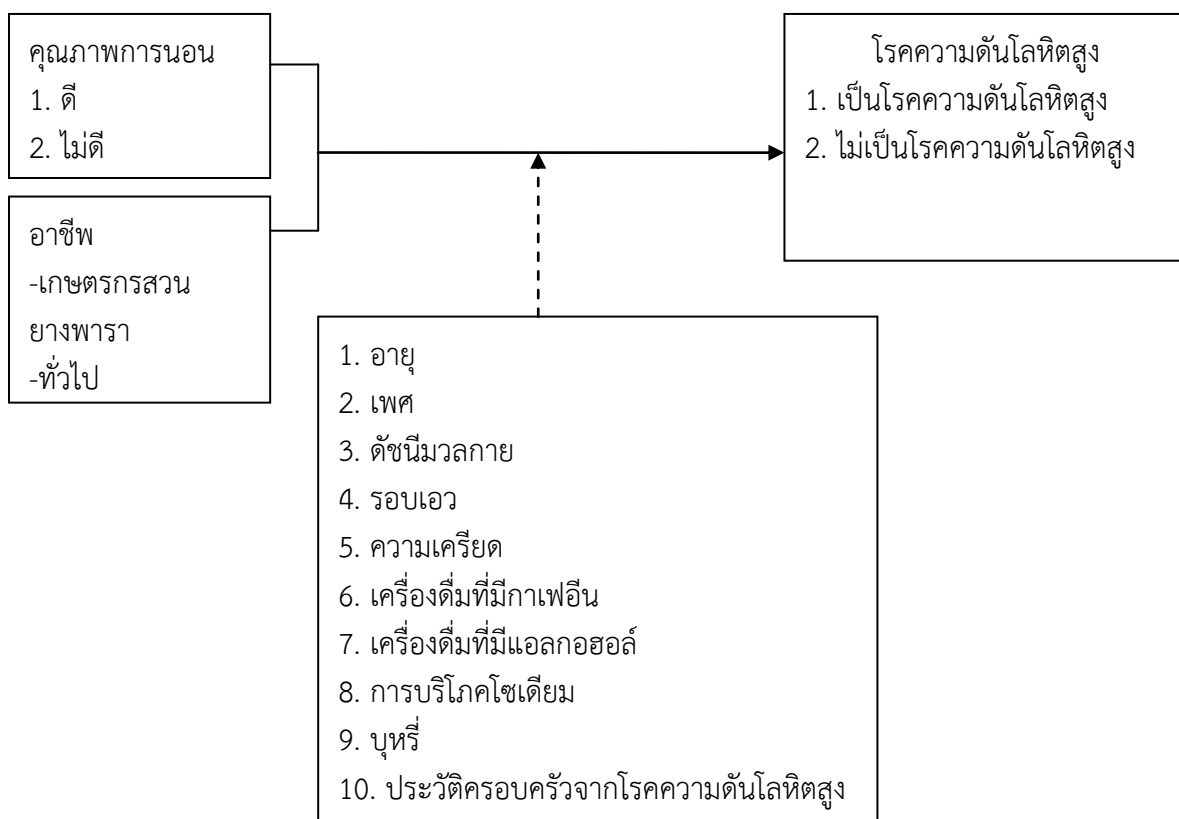 คุณภาพการนอน
1. ดี
2. ไม่ดี
อาชีพ
-เกษตรกรสวน
ยางพารา
-ทั่วไป
โรคความดันโลหิตสูง
1. เป็นโรคความดันโลหิตสูง
2. ไม่เป็นโรคความดันโลหิตสูง
1. อายุ
2. เพศ
3. ดัชนีมวลกาย
4. รอบเอว
5. ความเครียด
6. เครื่องดื่มที่มีกาเฟอีน
7. เครื่องดื่มที่มีแอลกอฮอล์
8. การบริโภคโซเดียม
9. บุหรี่
10. ประวัติครอบครัวจากโรคความดันโลหิตสูง